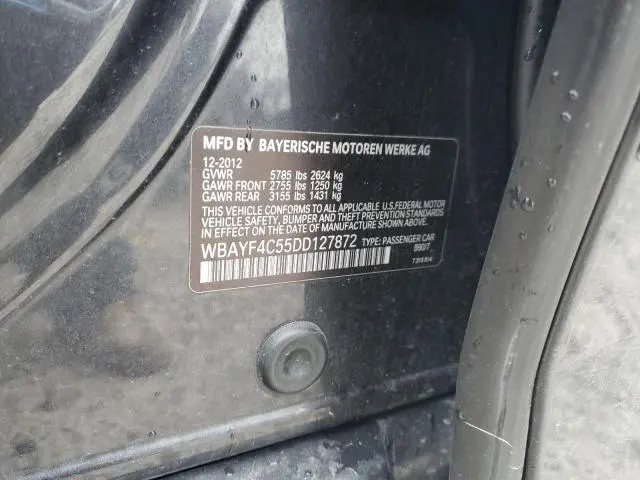 MFD BY BAYERISCHE MOTOREN WERKE AG
12-2012
GVWR 5785 lbs 2624 kg
GAWR FRONT 2755 lbs 1250 kg
GAWR REAR 3155 lbs 1431 kg
THIS VEHICLE CONFORMS TO ALL APPLICABLE U.S.FEDERAL MOTOR
VEHICLE SAFETY, BUMPER, AND THEFT PREVENTION STANDARDS
IN EFFECT ON THE DATE OF MANUFACTURE SHOWN ABOVE.
WBAYF4C55DD127872 TYPE: PASSENGER CAR
990/7